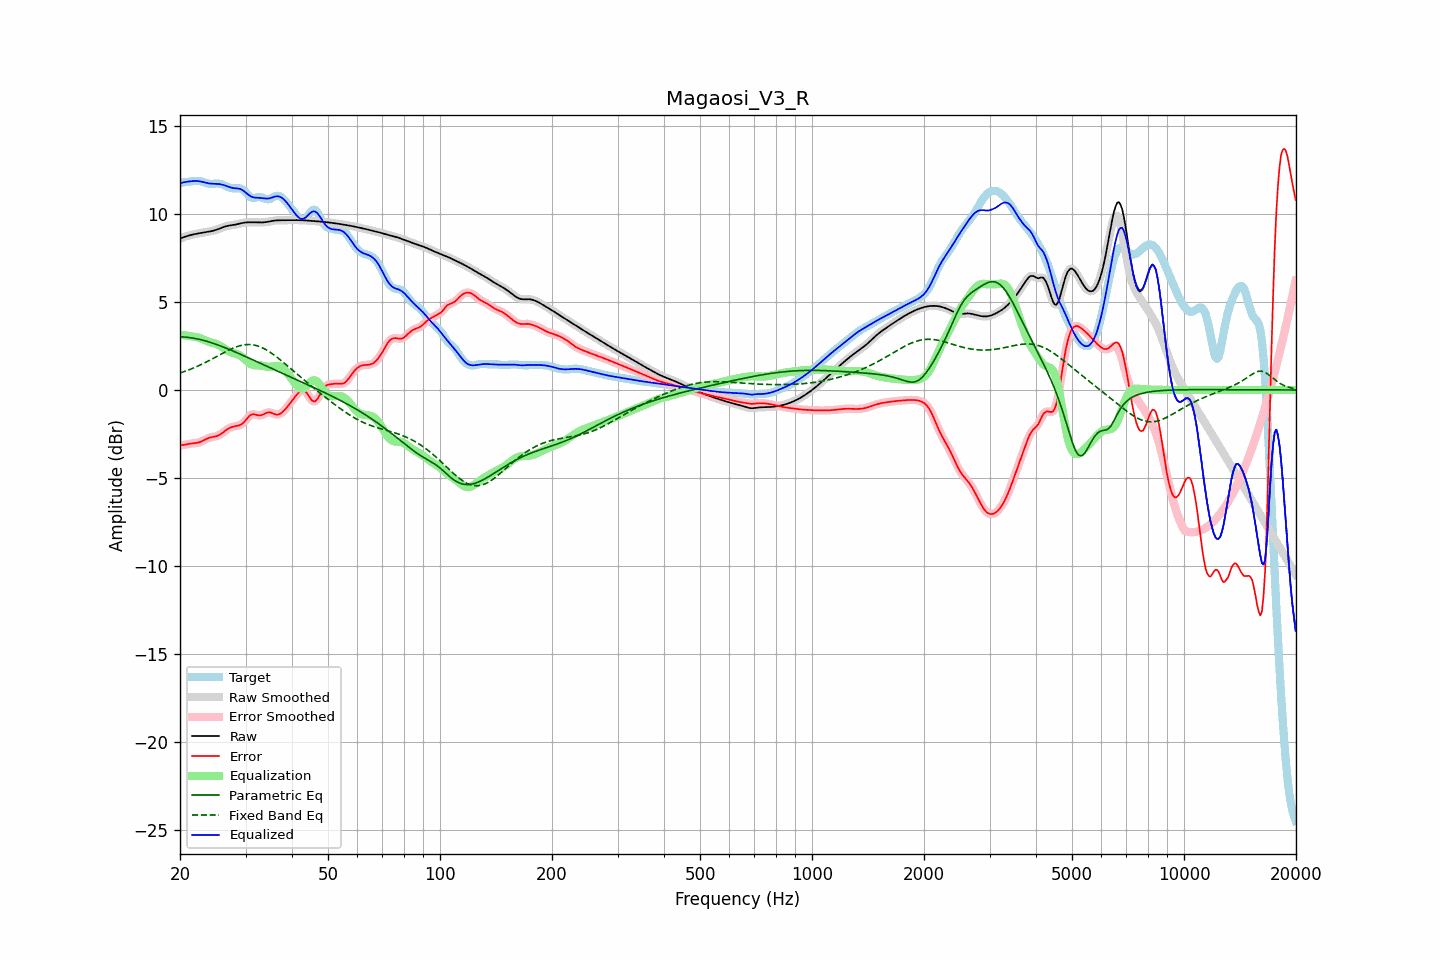 Magaosi_V3_R
15
10
5
0
−5
−10
−15
−20
−25
Amplitude (dBr)
Target
Raw Smoothed
Error Smoothed
Raw
Error
Equalization
Parametric Eq
Fixed Band Eq
Equalized
20 50 100 200 500 1000 2000 5000 10000 20000
Frequency (Hz)